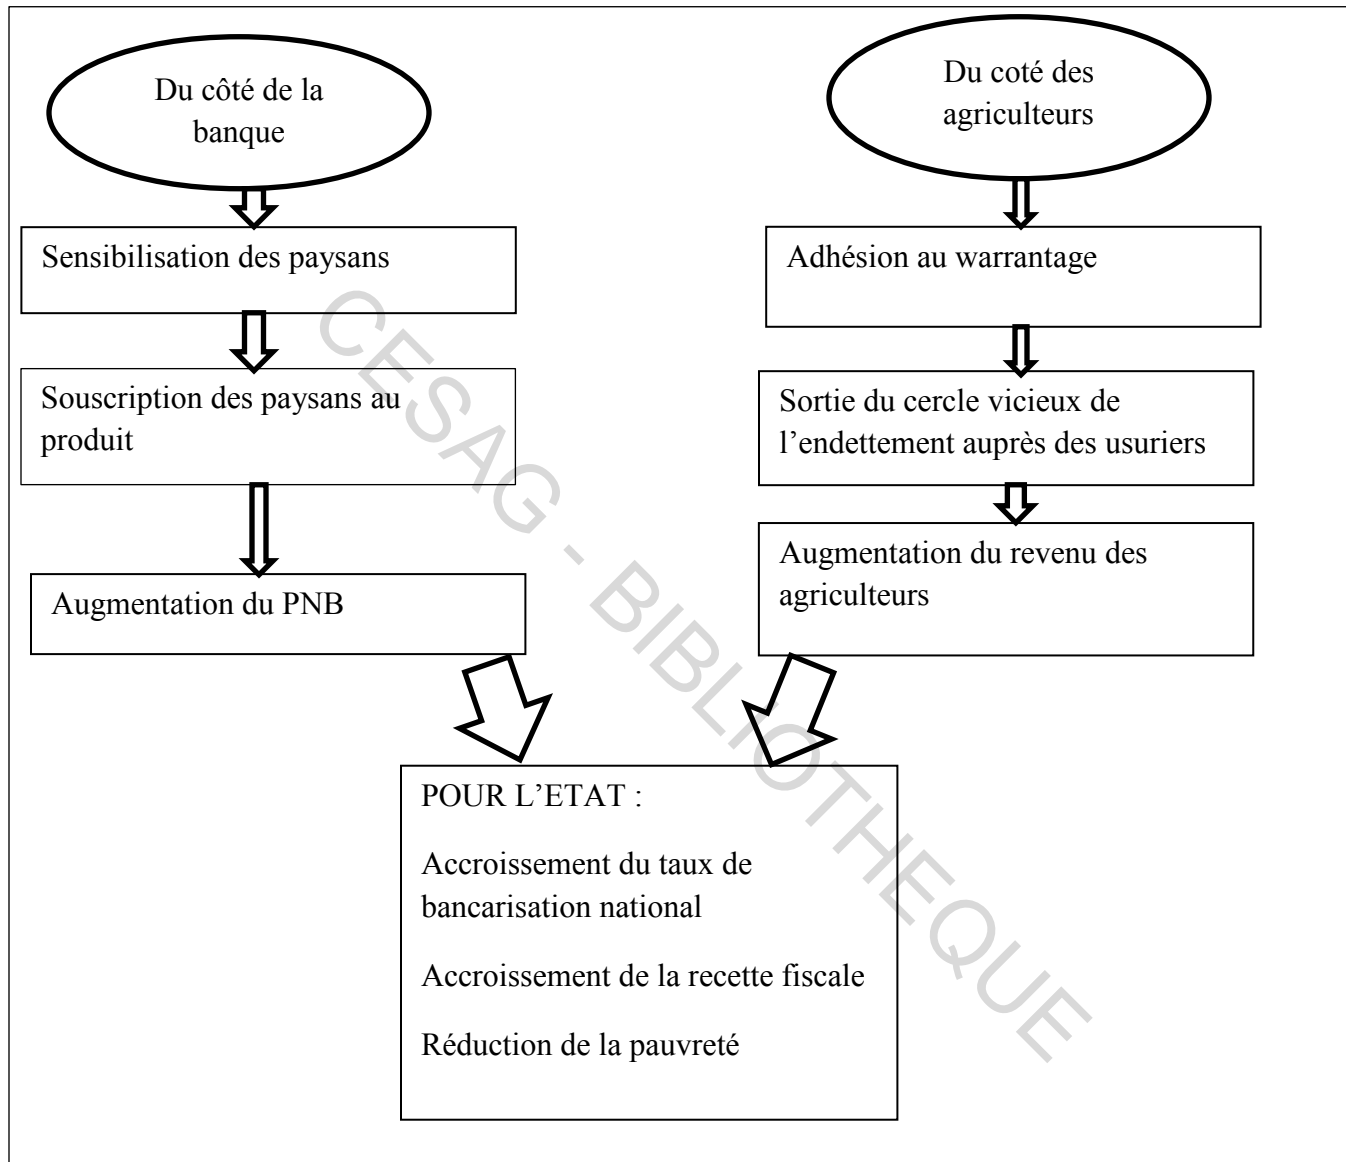 Du côté de la
banque
Sensibilisation des paysans
Souscription des paysans au
produit
Augmentation du PNB
Du coté des
agriculteurs
Adhésion au warrantage
Sortie du cercle vicieux de
l’endettement auprès des usuriers
Augmentation du revenu des
agriculteurs
POUR L’ETAT :
Accroissement du taux de
bancarisation national
Accroissement de la recette fiscale
Réduction de la pauvreté
CESAG - BIBLIOTHEQUE